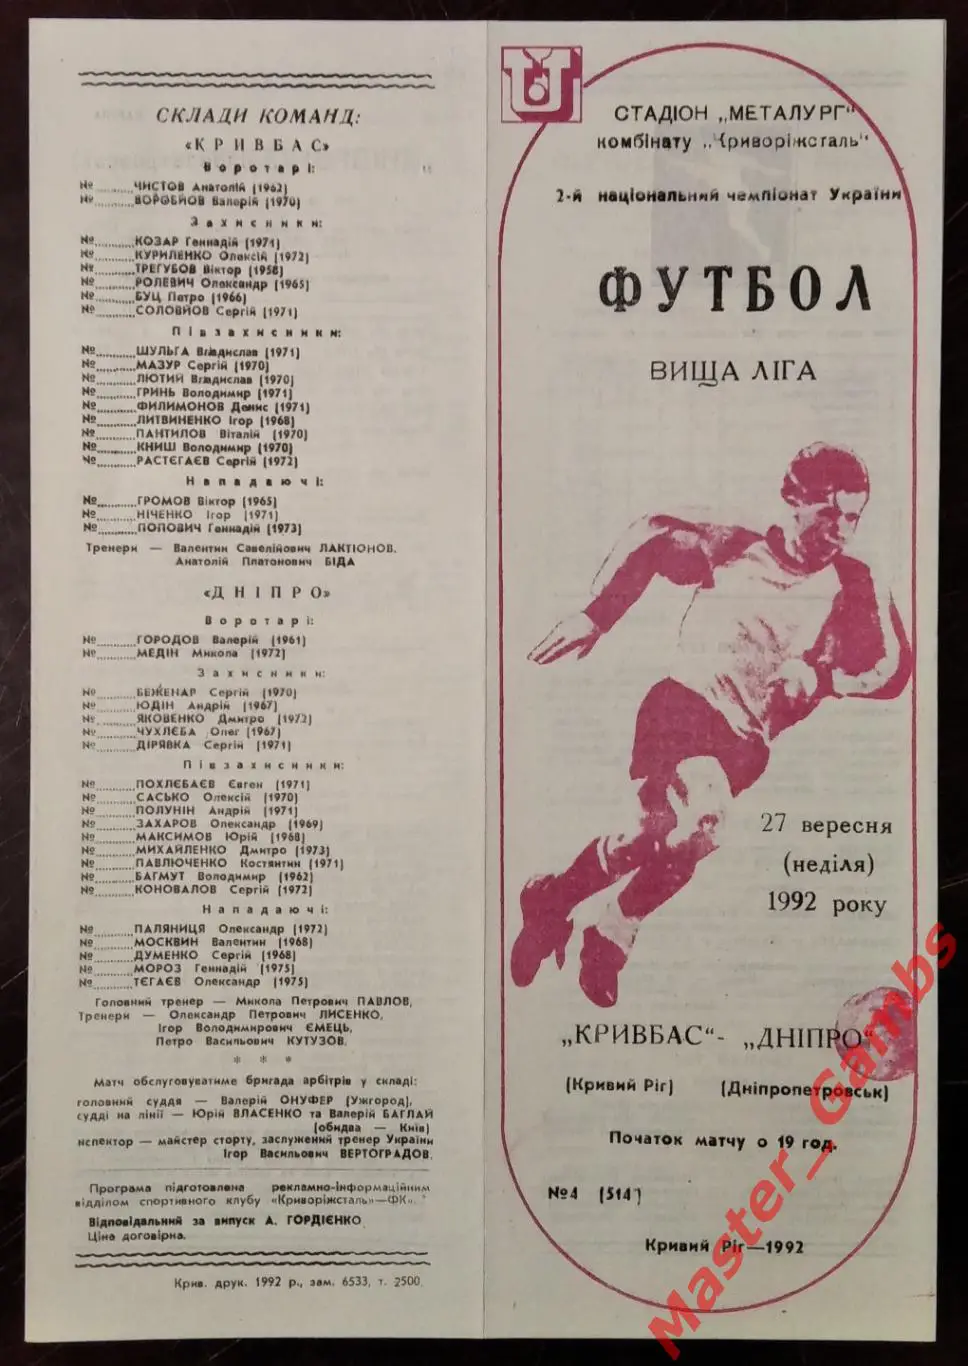 СКЛАДИ КОМАНД:
«КРИВБАС»
Воротарі:
№ ЧИСТОВ Анатолій (1962)
№ ВОРОБЙОВ Валерій (1970)
Захисники:
№ КОЗАР Геннадій (1971)
№ КУРИЛЕНКО Олексій (1972)
№ ТРЕГУБОВ Віктор (1958)
№ РОЛЕВИЧ Олександр (1965)
№ БУЦ Петро (1966)
№ СОЛОВЙОВ Сергій (1971)
Півзахисники:
№ ШУЛЬГА Владислав (1971)
№ МАЗУР Сергій (1970)
№ ЛЮТИЙ Владислав (1970)
№ ГРИНЬ Володимир (1971)
№ ФИЛИМОНОВ Денис (1971)
№ ЛИТВИНЕНКО Ігор (1968)
№ ПАНТИЛОВ Віталій (1970)
№ КНИШ Володимир (1970)
№ РАСТЄГАЄВ Сергій (1972)
Нападаючі:
№ ГРОМОВ Віктор (1965)
№ НІЧЕНКО Ігор (1971)
№ ПОПОВИЧ Геннадій (1973)
Тренери — Валентин Савелійович ЛАКТІОНОВ.
Анатолій Платонович БІДА
«ДНІПРО»
Воротарі:
№ ГОРОДОВ Валерій (1961)
№ МЕДІН Микола (1972)
Захисники:
№ БЕЖЕНАР Сергій (1970)
№ ЮДІН Андрій (1967)
№ ЯКОВЕНКО Дмитро (1972)
№ ЧУХЛЄБА Олег (1967)
№ ДІРЯВКА Сергій (1971)
Півзахисники:
№ ПОХЛЄБАЄВ Євген (1971)
№ САСЬКО Олексій (1970)
№ ПОЛУНІН Андрій (1971)
№ ЗАХАРОВ Олександр (1969)
№ МАКСИМОВ Юрій (1968)
№ МИХАЙЛЕНКО Дмитро (1973)
№ ПАВЛЮЧЕНКО Костянтин (1971)
№ БАГМУТ Володимир (1962)
№ КОНОВАЛОВ Сергій (1972)
Нападаючі:
№ ПАЛЯНИЦЯ Олександр (1972)
№ МОСКВИН Валентин (1968)
№ ДУМЕНКО Сергій (1968)
№ МОРОЗ Геннадій (1975)
№ ТЄГАЄВ Олександр (1975)
Головний тренер — Микола Петрович ПАВЛОВ,
Тренери — Олександр Петрович ЛИСЕНКО,
Ігор Володимирович ЄМЕЦЬ,
Петро Васильович КУТУЗОВ.
* * *
Матч обслуговуватиме бригада арбітрів у складі:
головний суддя — Валерій ОНУФЕР (Ужгород),
судді на лінії — Юрій ВЛАСЕНКО та Валерій БАГЛАЙ
(обидва — Київ)
нспектор — майстер спорту, заслужений тренер України
Ігор Васильович ВЕРТОГРАДОВ.
Програма підготовлена рекламно-інформаційним
відділом спортивного клубу «Криворіжсталь»—ФК».
Відповідальний за випуск А. ГОРДІЄНКО
Ціна договірна.
Крив. друк. 1992 р., зам. 6533, т. 2500.
СТАДІОН „МЕТАЛУРГ"
комбінату „Криворіжсталь"
2-й національний чемпіонат України
ФУТБОЛ
ВИЩА ЛІГА
27 вересня
(неділя)
1992 року
„КРИВБАС"- „ДНІПРО"
(Кривий Ріг) (Дніпропетровськ)
Початок матчу о 19 год.
№4 (514)
Кривий Ріг—1992
Master_Gambs